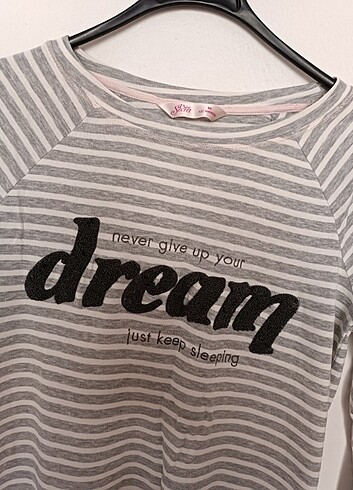 never give up your
dream
just keep sleeping